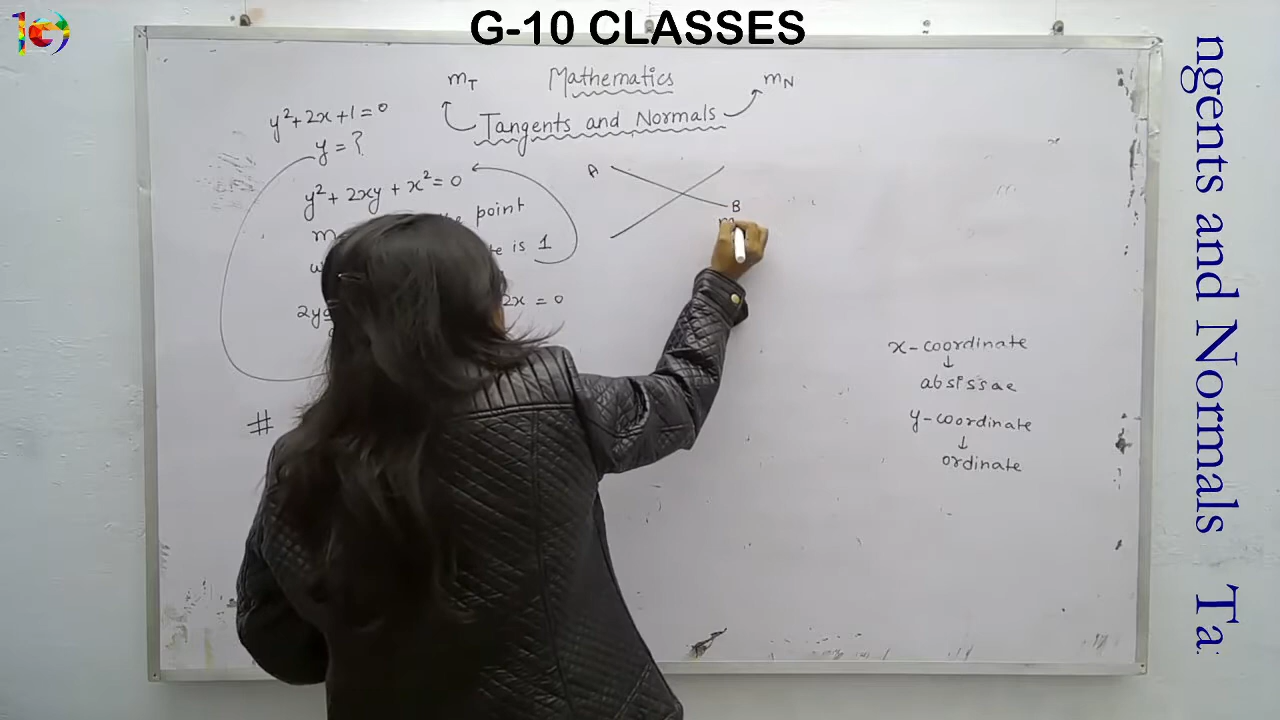 G-10 CLASSES
m_T Mathematics m_N
Tangents and Normals
y²+2x+1=0
y = ?
y² + 2xy + x² = 0
point
is 1
2x = 0
#
A
B
m
x-coordinate
↓
absissae
y-coordinate
↓
ordinate
ngents and Normals Ta